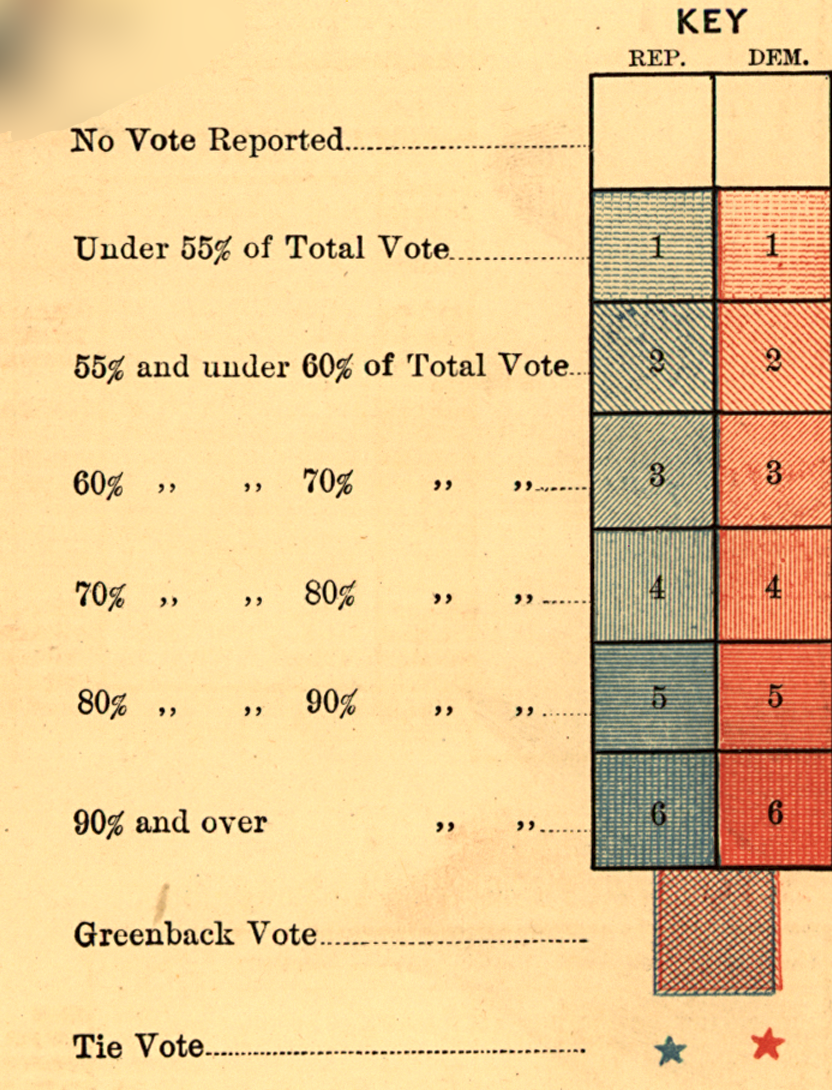 KEY
REP. DEM.
No Vote Reported
Under 55% of Total Vote 1 1
55% and under 60% of Total Vote 2 2
60% ,, ,, 70% ,, ,, 3 3
70% ,, ,, 80% ,, ,, 4 4
80% ,, ,, 90% ,, ,, 5 5
90% and over ,, ,, 6 6
Greenback Vote
Tie Vote